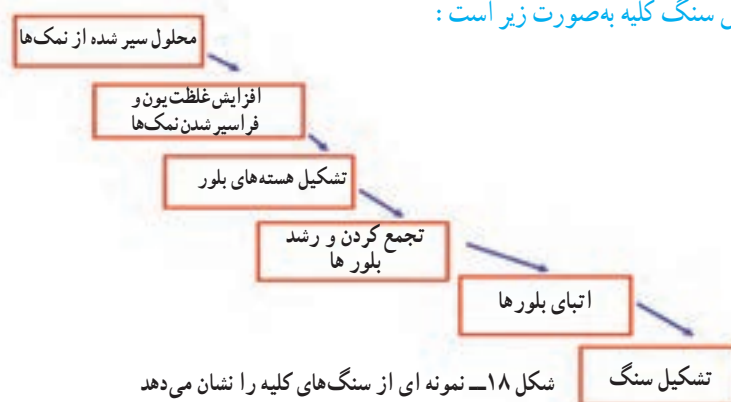 سنگ کلیه به‌صورت زیر است :
محلول سیر شده از نمک‌ها
افزایش غلظت یون و
فراسیر شدن نمک‌ها
تشکیل هسته‌های بلور
تجمع کردن و رشد
بلور ها
اتبای بلورها
تشکیل سنگ
شکل ۱۸ــ نمونه ای از سنگ‌های کلیه را نشان می‌دهد